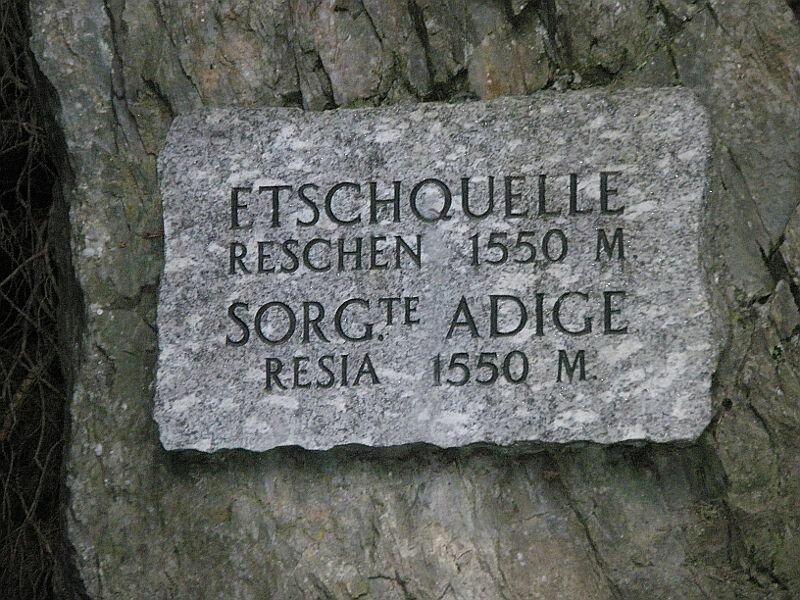 ETSCHQUELLE
RESCHEN 1550 M.
SORG.TE ADIGE
RESIA 1550 M.